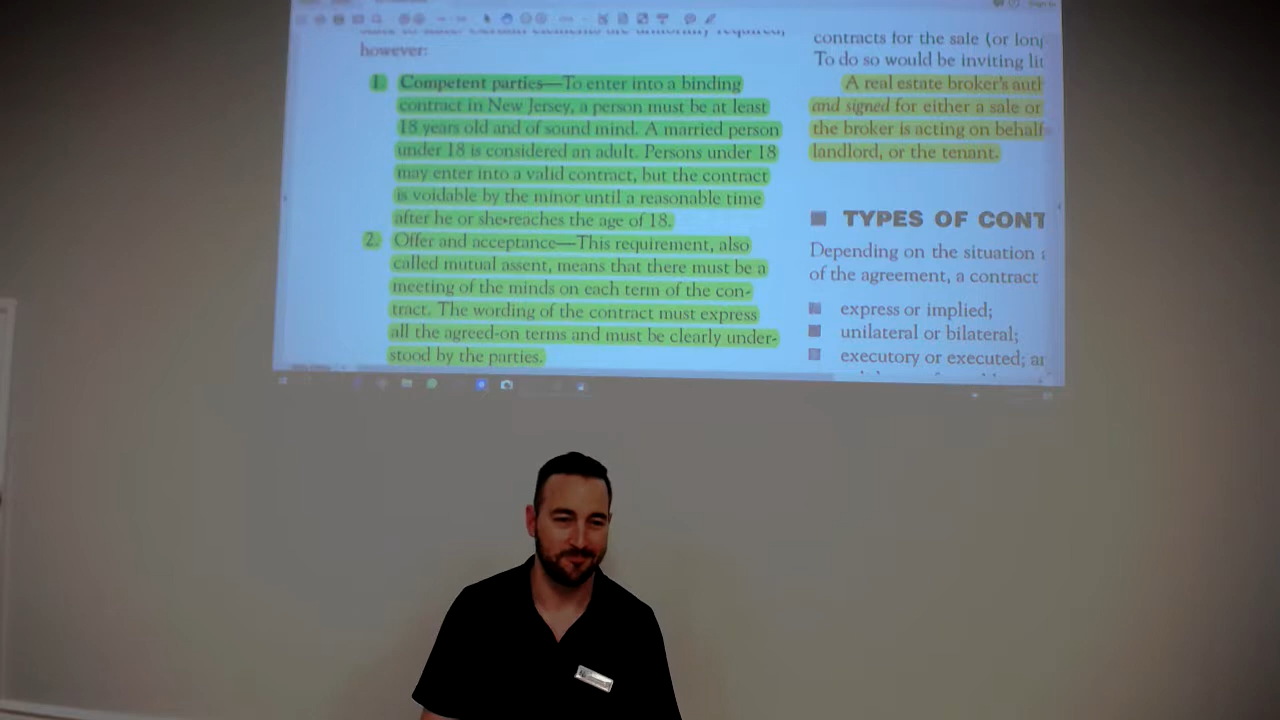 however:
1. Competent parties—To enter into a binding
contract in New Jersey, a person must be at least
18 years old and of sound mind. A married person
under 18 is considered an adult. Persons under 18
may enter into a valid contract, but the contract
is voidable by the minor until a reasonable time
after he or she reaches the age of 18.
2. Offer and acceptance—This requirement, also
called mutual assent, means that there must be a
meeting of the minds on each term of the con-
tract. The wording of the contract must express
all the agreed-on terms and must be clearly under-
stood by the parties.
contracts for the sale (or long
To do so would be inviting lit
A real estate broker's auth
and signed for either a sale or
the broker is acting on behalf
landlord, or the tenant.
TYPES OF CONT
Depending on the situation
of the agreement, a contract
express or implied;
unilateral or bilateral;
executory or executed; an